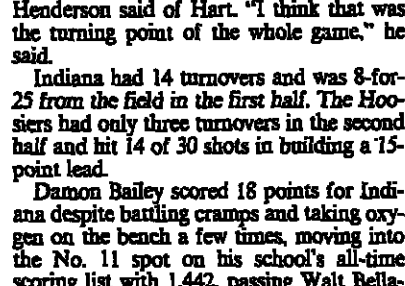 Henderson said of Hart. "I think that was
the turning point of the whole game," he
said.
Indiana had 14 turnovers and was 8-for-
25 from the field in the first half. The Hoo-
siers had only three turnovers in the second
half and hit 14 of 30 shots in building a 15-
point lead.
Damon Bailey scored 18 points for Indi-
ana despite battling cramps and taking oxy-
gen on the bench a few times, moving into
the No. 11 spot on his school's all-time
scoring list with 1,442, passing Walt Bella-